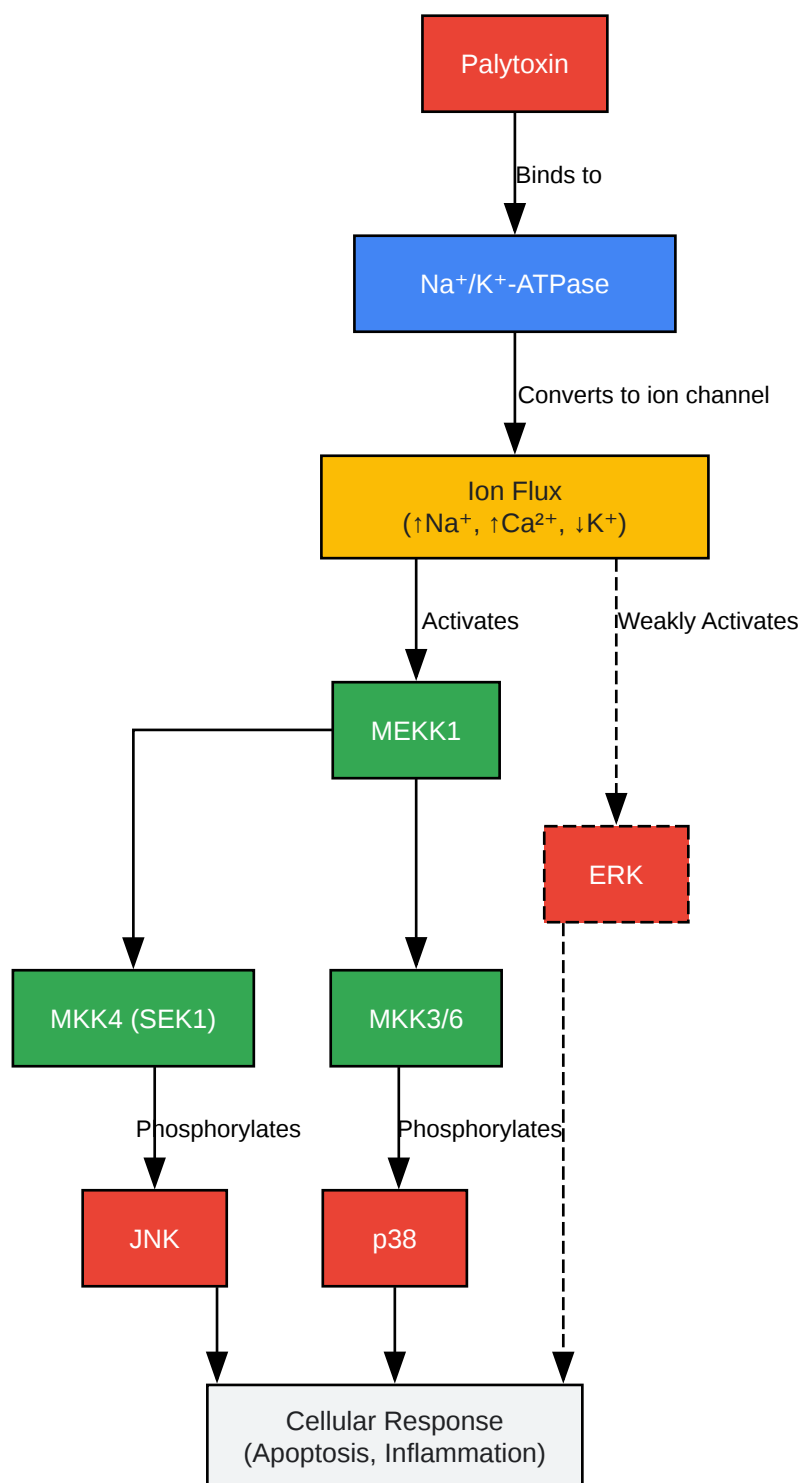 Palytoxin
Binds to
Na⁺/K⁺-ATPase
Converts to ion channel
Ion Flux
(↑Na⁺, ↑Ca²⁺, ↓K⁺)
Activates
Weakly Activates
MEKK1
ERK
MKK4 (SEK1)
MKK3/6
Phosphorylates
Phosphorylates
JNK
p38
Cellular Response
(Apoptosis, Inflammation)